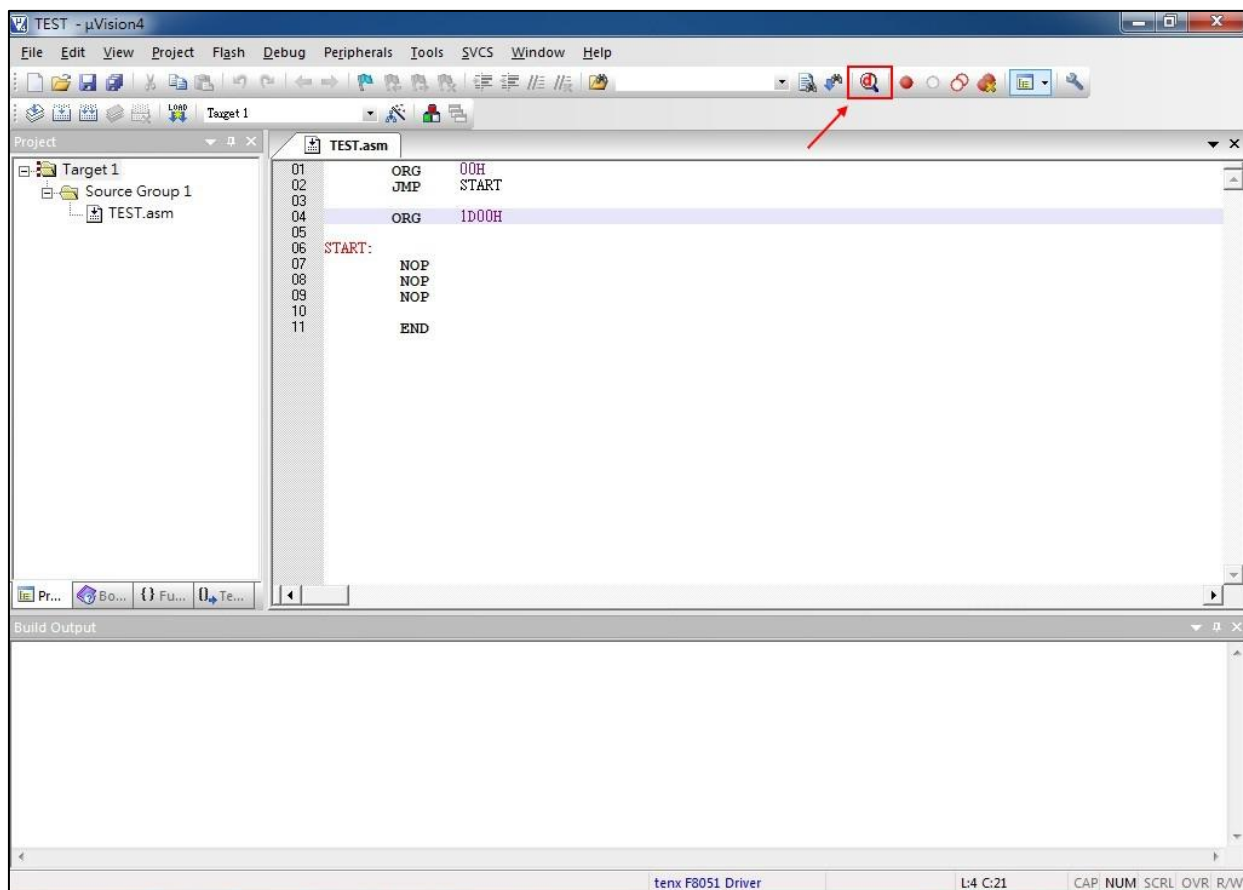 TEST - µVision4
File Edit View Project Flash Debug Peripherals Tools SVCS Window Help
LOAD Target 1
Project
TEST.asm
Target 1
Source Group 1
TEST.asm
01 ORG 00H
02 JMP START
03
04 ORG 1D00H
05
06 START:
07 NOP
08 NOP
09 NOP
10
11 END
Pr... Bo... {} Fu... 0 Te...
Build Output
tenx F8051 Driver L:4 C:21 CAP NUM SCRL OVR R/W